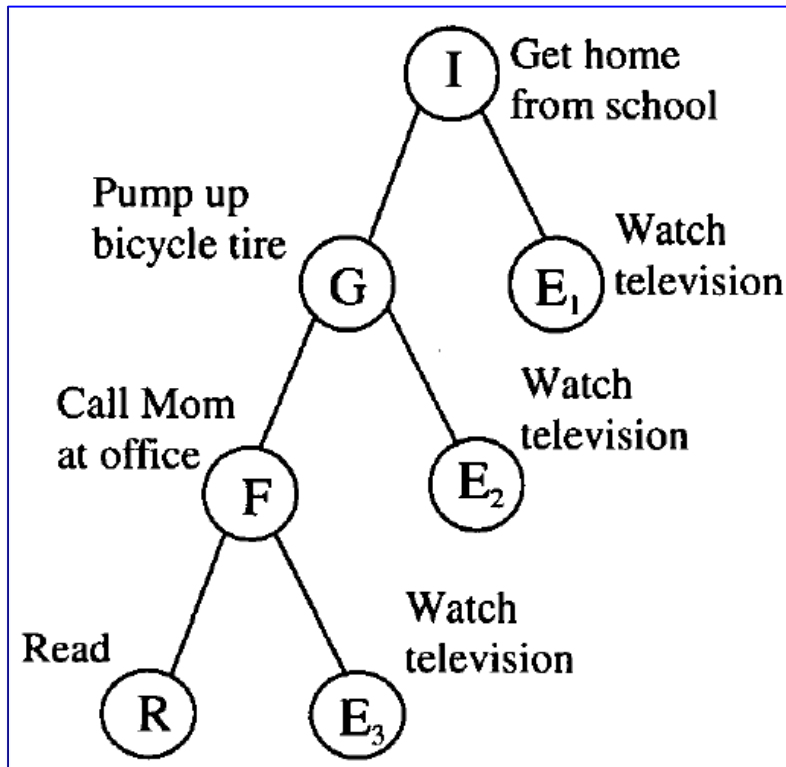 I
Get home
from school
Pump up
bicycle tire
G
E₁
Watch
television
Call Mom
at office
F
E₂
Watch
television
Read
R
E₃
Watch
television